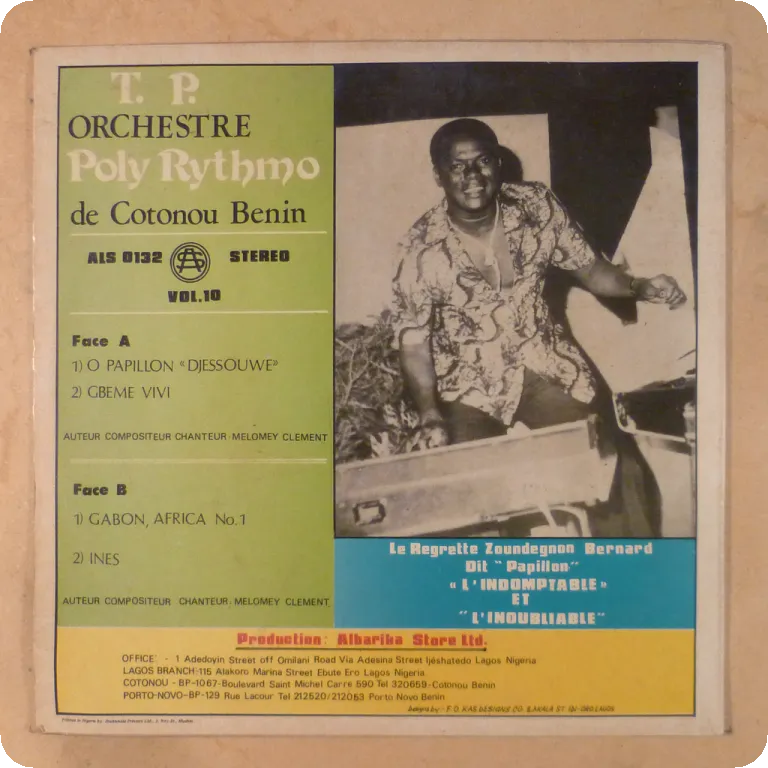 T. P.
ORCHESTRE
Poly Rythmo
de Cotonou Benin
ALS 0132 STEREO
VOL.10
Face A
1) O PAPILLON «DJESSOUWE»
2) GBEME VIVI
AUTEUR COMPOSITEUR CHANTEUR: MELOMEY CLEMENT
Face B
1) GABON, AFRICA No.1
2) INES
AUTEUR COMPOSITEUR CHANTEUR: MELOMEY CLEMENT
Le Regrette Zoundegnon Bernard
Dit "Papillon"
« L'INDOMPTABLE »
ET
"L'INOUBLIABLE"
Production: Albarika Store Ltd.
OFFICE: - 1 Adedoyin Street off Omilani Road Via Adesina Street Ijeshatedo Lagos Nigeria
LAGOS BRANCH: 115 Alakoro Marina Street Ebute Ero Lagos Nigeria
COTONOU - BP-1067-Boulevard Saint Michel Carre 590 Tel 320659-Cotonou Benin
PORTO-NOVO-BP-129 Rue Lacour Tel 212520/212053 Porto Novo Benin